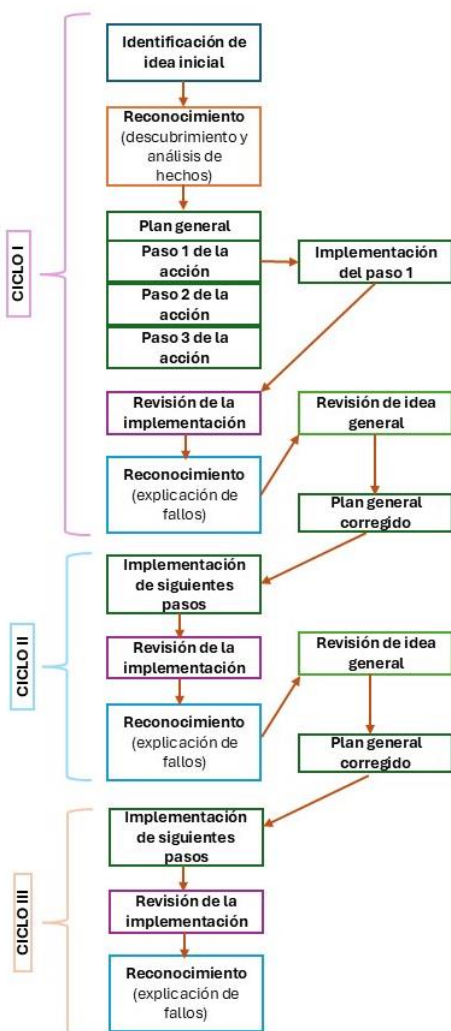 CICLO I
Identificación de
idea inicial
Reconocimiento
(descubrimiento y
análisis de
hechos)
Plan general
Paso 1 de la
acción
Paso 2 de la
acción
Paso 3 de la
acción
Implementación
del paso 1
Revisión de la
implementación
Reconocimiento
(explicación de
fallos)
Revisión de idea
general
Plan general
corregido
CICLO II
Implementación
de siguientes
pasos
Revisión de la
implementación
Reconocimiento
(explicación de
fallos)
Revisión de idea
general
Plan general
corregido
CICLO III
Implementación
de siguientes
pasos
Revisión de la
implementación
Reconocimiento
(explicación de
fallos)